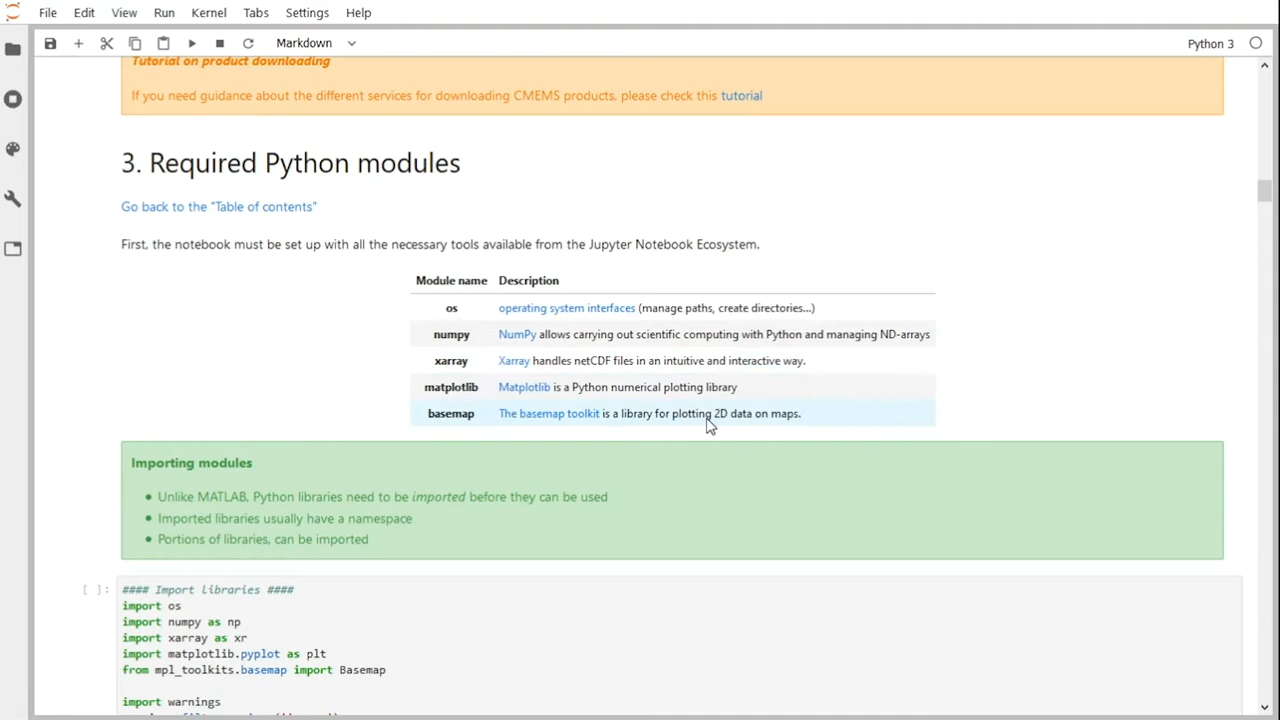 File Edit View Run Kernel Tabs Settings Help
Markdown
Python 3
Tutorial on product downloading
If you need guidance about the different services for downloading CMEMS products, please check this tutorial
3. Required Python modules
Go back to the "Table of contents"
First, the notebook must be set up with all the necessary tools available from the Jupyter Notebook Ecosystem.
Module name Description
os operating system interfaces (manage paths, create directories...)
numpy NumPy allows carrying out scientific computing with Python and managing ND-arrays
xarray Xarray handles netCDF files in an intuitive and interactive way.
matplotlib Matplotlib is a Python numerical plotting library
basemap The basemap toolkit is a library for plotting 2D data on maps.
Importing modules
Unlike MATLAB, Python libraries need to be imported before they can be used
Imported libraries usually have a namespace
Portions of libraries, can be imported
[ ]: #### Import libraries ####
import os
import numpy as np
import xarray as xr
import matplotlib.pyplot as plt
from mpl_toolkits.basemap import Basemap
import warnings